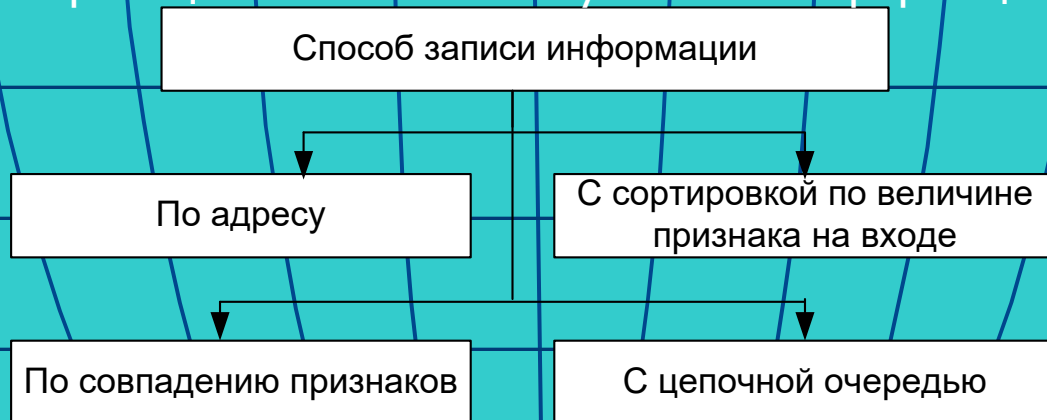 Способ записи информации
По адресу
С сортировкой по величине
признака на входе
По совпадению признаков
С цепочной очередью